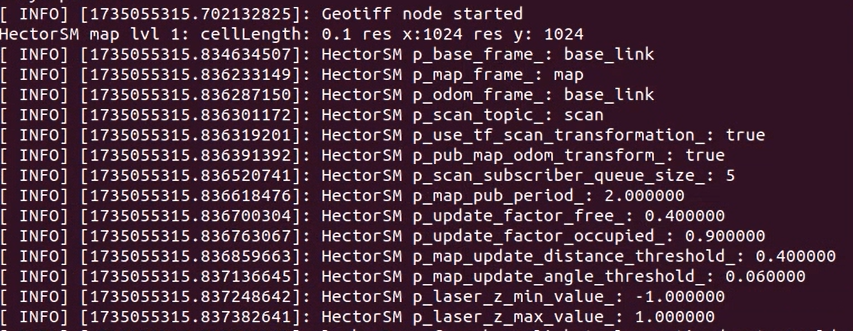 [ INFO] [1735055315.702132825]: Geotiff node started
HectorSM map lvl 1: cellLength: 0.1 res x:1024 res y: 1024
[ INFO] [1735055315.834634507]: HectorSM p_base_frame_: base_link
[ INFO] [1735055315.836233149]: HectorSM p_map_frame_: map
[ INFO] [1735055315.836287150]: HectorSM p_odom_frame_: base_link
[ INFO] [1735055315.836301172]: HectorSM p_scan_topic_: scan
[ INFO] [1735055315.836319201]: HectorSM p_use_tf_scan_transformation_: true
[ INFO] [1735055315.836391392]: HectorSM p_pub_map_odom_transform_: true
[ INFO] [1735055315.836520741]: HectorSM p_scan_subscriber_queue_size_: 5
[ INFO] [1735055315.836618476]: HectorSM p_map_pub_period_: 2.000000
[ INFO] [1735055315.836700304]: HectorSM p_update_factor_free_: 0.400000
[ INFO] [1735055315.836763067]: HectorSM p_update_factor_occupied_: 0.900000
[ INFO] [1735055315.836859663]: HectorSM p_map_update_distance_threshold_: 0.400000
[ INFO] [1735055315.837136645]: HectorSM p_map_update_angle_threshold_: 0.060000
[ INFO] [1735055315.837248642]: HectorSM p_laser_z_min_value_: -1.000000
[ INFO] [1735055315.837382641]: HectorSM p_laser_z_max_value_: 1.000000